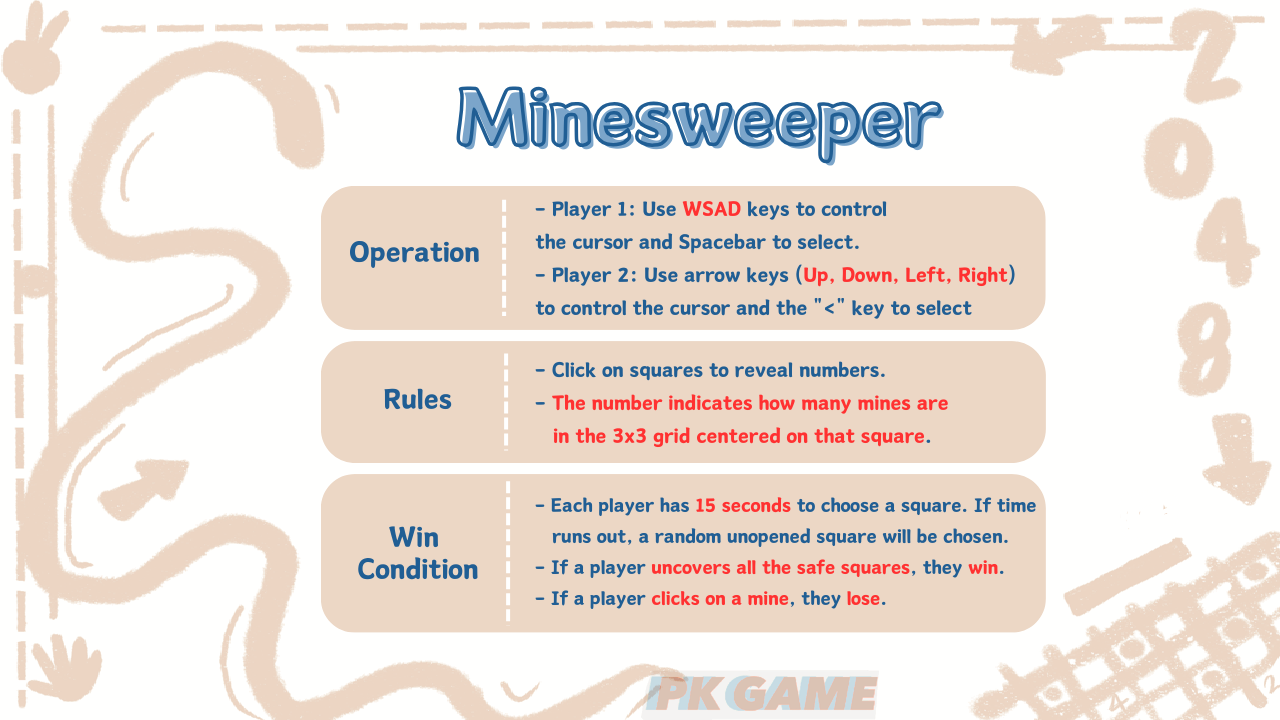 Minesweeper
Operation
- Player 1: Use WSAD keys to control
the cursor and Spacebar to select.
- Player 2: Use arrow keys (Up, Down, Left, Right)
to control the cursor and the "<" key to select
Rules
- Click on squares to reveal numbers.
- The number indicates how many mines are
in the 3x3 grid centered on that square.
Win
Condition
- Each player has 15 seconds to choose a square. If time
runs out, a random unopened square will be chosen.
- If a player uncovers all the safe squares, they win.
- If a player clicks on a mine, they lose.
PK GAME
2
0
4
8
4
2